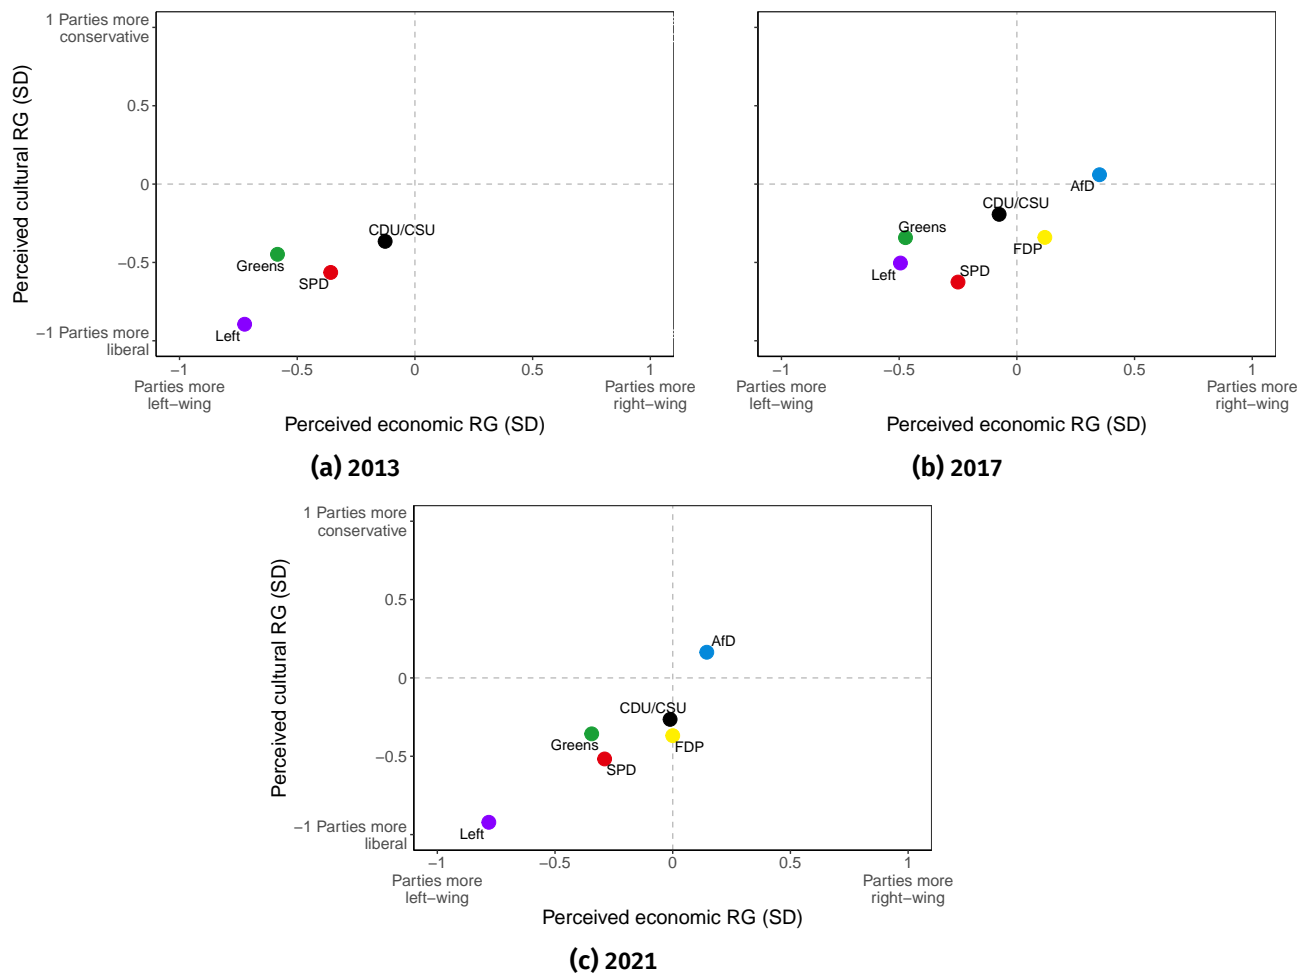 Perceived cultural RG (SD)
1 Parties more
conservative
0.5
0
−0.5
−1 Parties more
liberal
CDU/CSU
Greens
SPD
Left
−1
Parties more
left−wing
−0.5
0
0.5
1
Parties more
right−wing
Perceived economic RG (SD)
(a) 2013
AfD
CDU/CSU
Greens
FDP
Left
SPD
−1
Parties more
left−wing
−0.5
0
0.5
1
Parties more
right−wing
Perceived economic RG (SD)
(b) 2017
Perceived cultural RG (SD)
1 Parties more
conservative
0.5
0
−0.5
−1 Parties more
liberal
AfD
CDU/CSU
Greens
FDP
SPD
Left
−1
Parties more
left−wing
−0.5
0
0.5
1
Parties more
right−wing
Perceived economic RG (SD)
(c) 2021